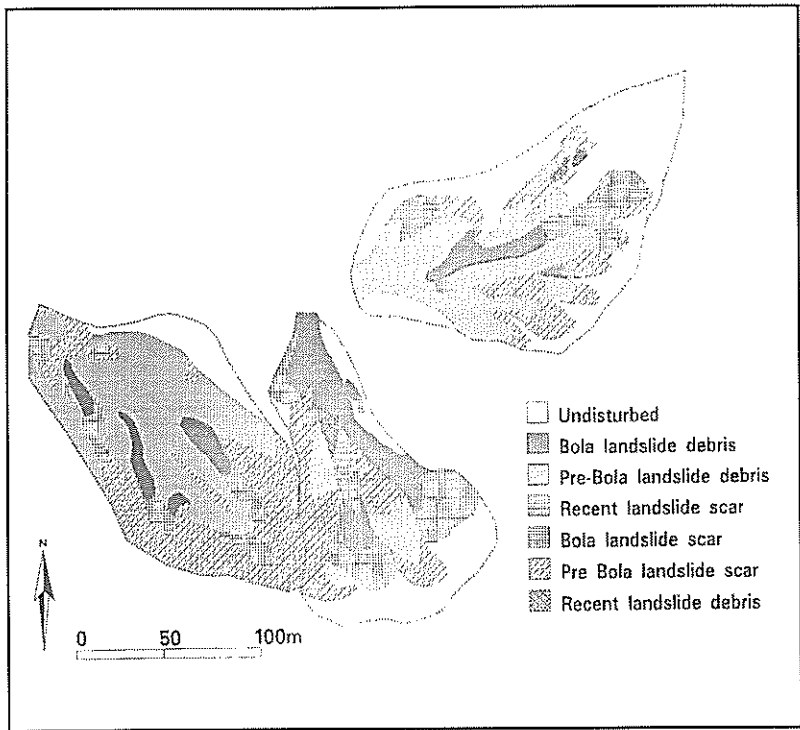 Undisturbed
Bola landslide debris
Pre-Bola landslide debris
Recent landslide scar
Bola landslide scar
Pre Bola landslide scar
Recent landslide debris
N
0 50 100m